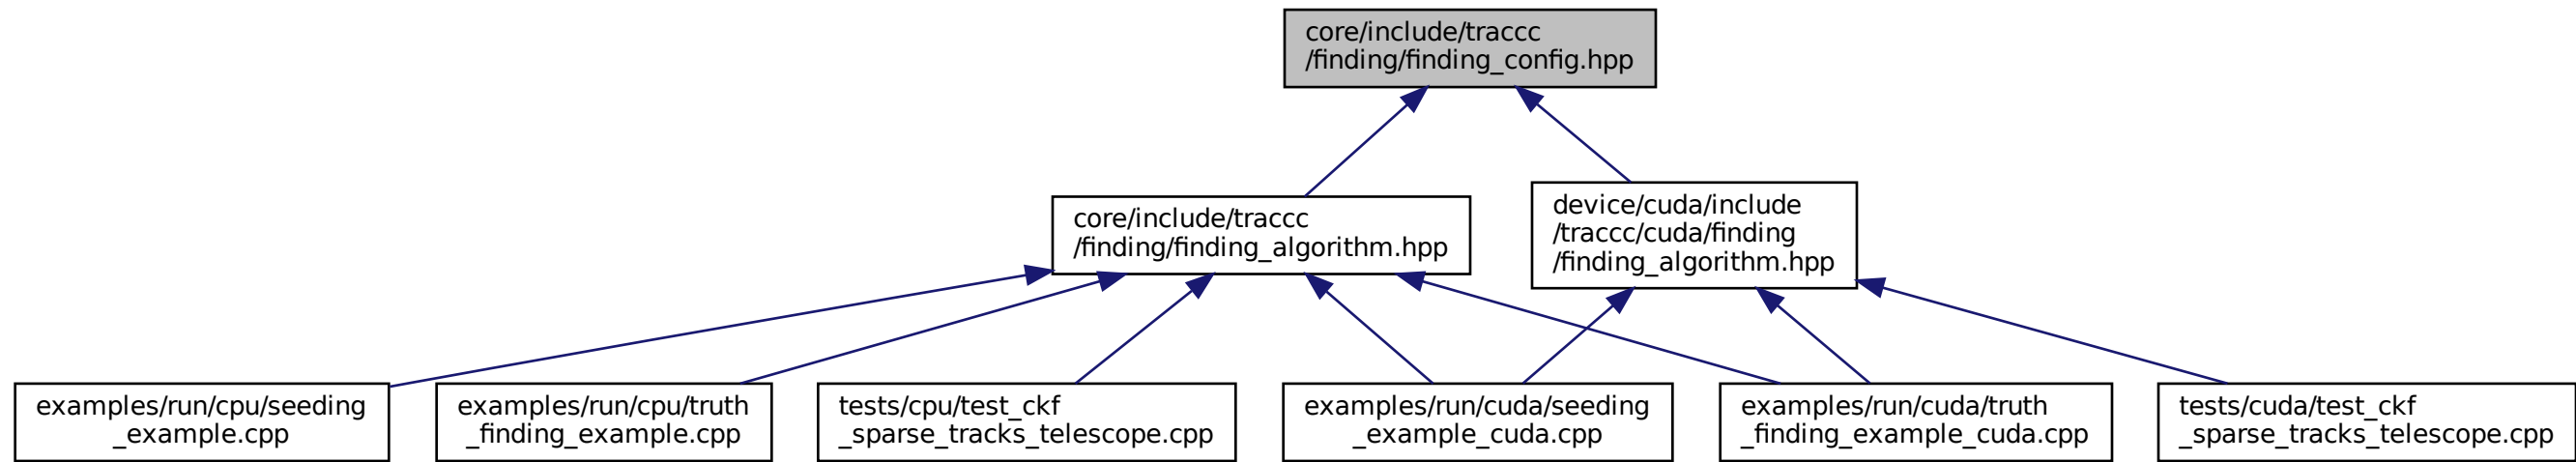 core/include/traccc
/finding/finding_config.hpp
core/include/traccc
/finding/finding_algorithm.hpp
device/cuda/include
/traccc/cuda/finding
/finding_algorithm.hpp
examples/run/cpu/seeding
_example.cpp
examples/run/cpu/truth
_finding_example.cpp
tests/cpu/test_ckf
_sparse_tracks_telescope.cpp
examples/run/cuda/seeding
_example_cuda.cpp
examples/run/cuda/truth
_finding_example_cuda.cpp
tests/cuda/test_ckf
_sparse_tracks_telescope.cpp